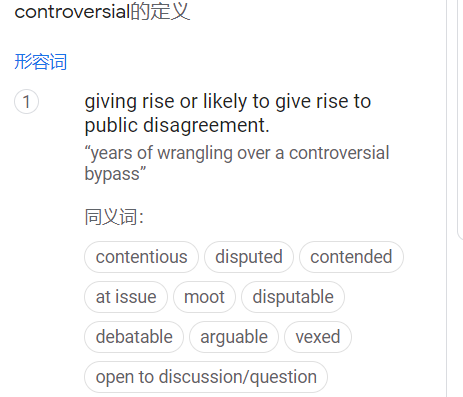 controversial的定义
形容词
1
giving rise or likely to give rise to
public disagreement.
“years of wrangling over a controversial
bypass”
同义词：
contentious disputed contended
at issue moot disputable
debatable arguable vexed
open to discussion/question